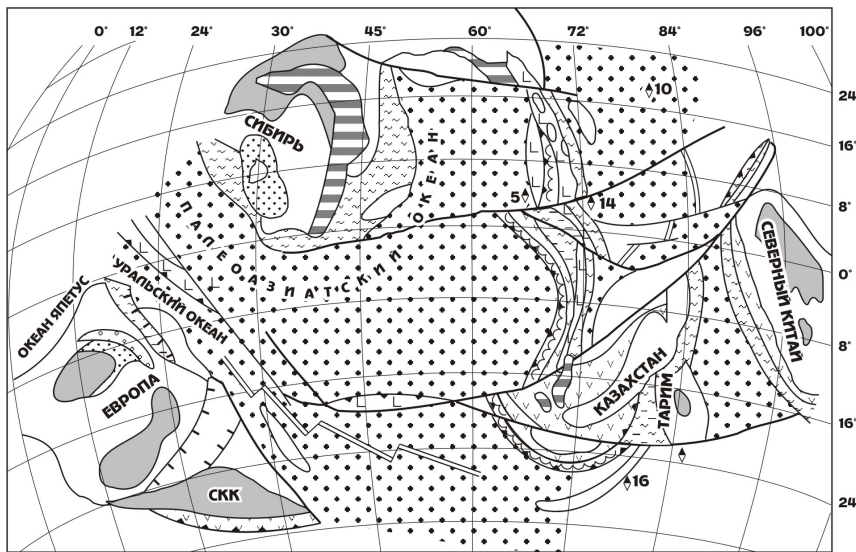 0° 12° 24° 30° 45° 60° 72° 84° 96° 100°
24°
10
16°
СИБИРЬ
5
14
8°
ПАЛЕОАЗИАТСКИЙ ОКЕАН
0°
СЕВЕРНЫЙ КИТАЙ
УРАЛЬСКИЙ ОКЕАН
ОКЕАН ЯПЕТУС
8°
ЕВРОПА
КАЗАХСТАН
ТАРИМ
16°
СКК
16
24°